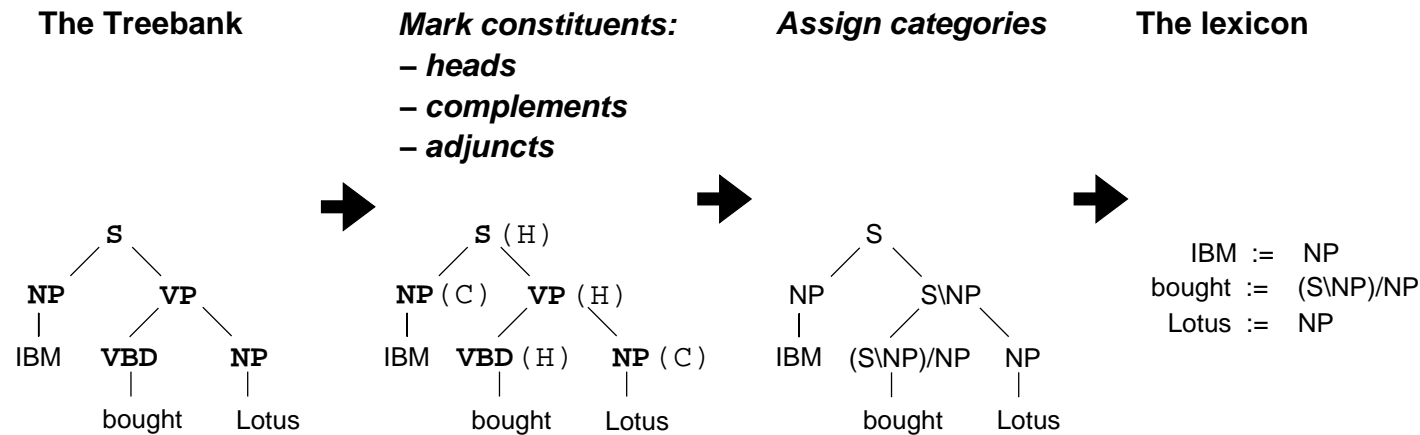 The Treebank
Mark constituents:
– heads
– complements
– adjuncts
Assign categories
The lexicon
S
NP VP
IBM VBD NP
bought Lotus
S (H)
NP (C) VP (H)
IBM VBD (H) NP (C)
bought Lotus
S
NP S\NP
IBM (S\NP)/NP NP
bought Lotus
IBM := NP
bought := (S\NP)/NP
Lotus := NP